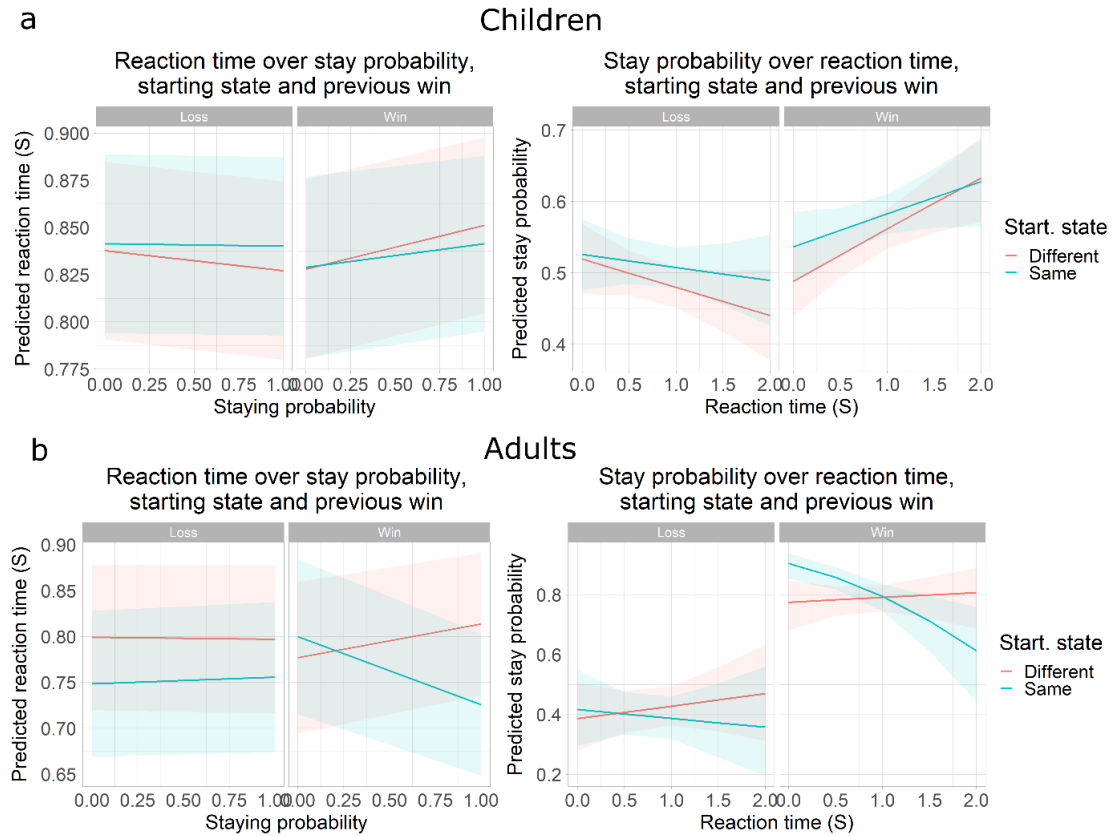 a
Children
Reaction time over stay probability,
starting state and previous win
Loss
Win
Predicted reaction time (S)
0.900
0.875
0.850
0.825
0.800
0.775
0.00 0.25 0.50 0.75 1.00
0.00 0.25 0.50 0.75 1.00
Staying probability
Stay probability over reaction time,
starting state and previous win
Loss
Win
Predicted stay probability
0.7
0.6
0.5
0.4
0.0 0.5 1.0 1.5 2.0
0.0 0.5 1.0 1.5 2.0
Reaction time (S)
Start. state
Different
Same
b
Adults
Reaction time over stay probability,
starting state and previous win
Loss
Win
Predicted reaction time (S)
0.90
0.85
0.80
0.75
0.70
0.65
0.00 0.25 0.50 0.75 1.00
0.00 0.25 0.50 0.75 1.00
Staying probability
Stay probability over reaction time,
starting state and previous win
Loss
Win
Predicted stay probability
0.8
0.6
0.4
0.2
0.0 0.5 1.0 1.5 2.0
0.0 0.5 1.0 1.5 2.0
Reaction time (S)
Start. state
Different
Same